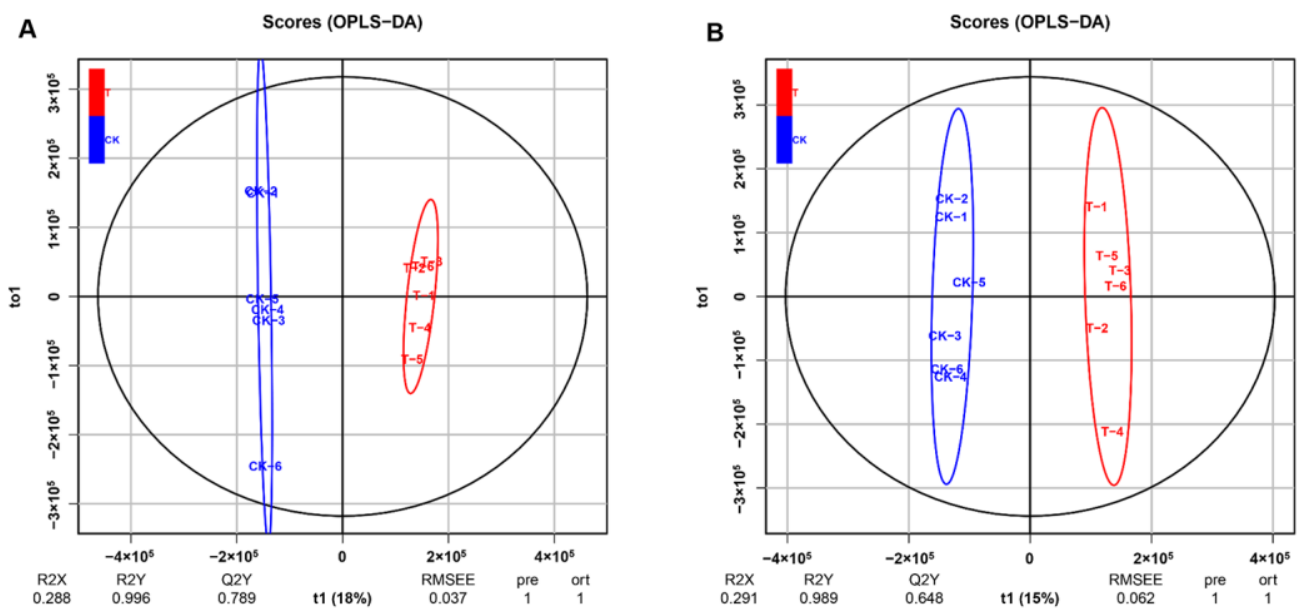 A
Scores (OPLS−DA)
T
CK
to1
3×10⁵
2×10⁵
1×10⁵
0
−1×10⁵
−2×10⁵
−3×10⁵
CK−2
CK−1
CK−5
CK−4
CK−3
CK−6
T−3
T−2
T−6
T−1
T−4
T−5
−4×10⁵ −2×10⁵ 0 2×10⁵ 4×10⁵
R2X R2Y Q2Y RMSEE pre ort
0.288 0.996 0.789 t1 (18%) 0.037 1 1
B
Scores (OPLS−DA)
T
CK
to1
3×10⁵
2×10⁵
1×10⁵
0
−1×10⁵
−2×10⁵
−3×10⁵
CK−2
CK−1
CK−5
CK−3
CK−6
CK−4
T−1
T−5
T−3
T−6
T−2
T−4
−4×10⁵ −2×10⁵ 0 2×10⁵ 4×10⁵
R2X R2Y Q2Y RMSEE pre ort
0.291 0.989 0.648 t1 (15%) 0.062 1 1